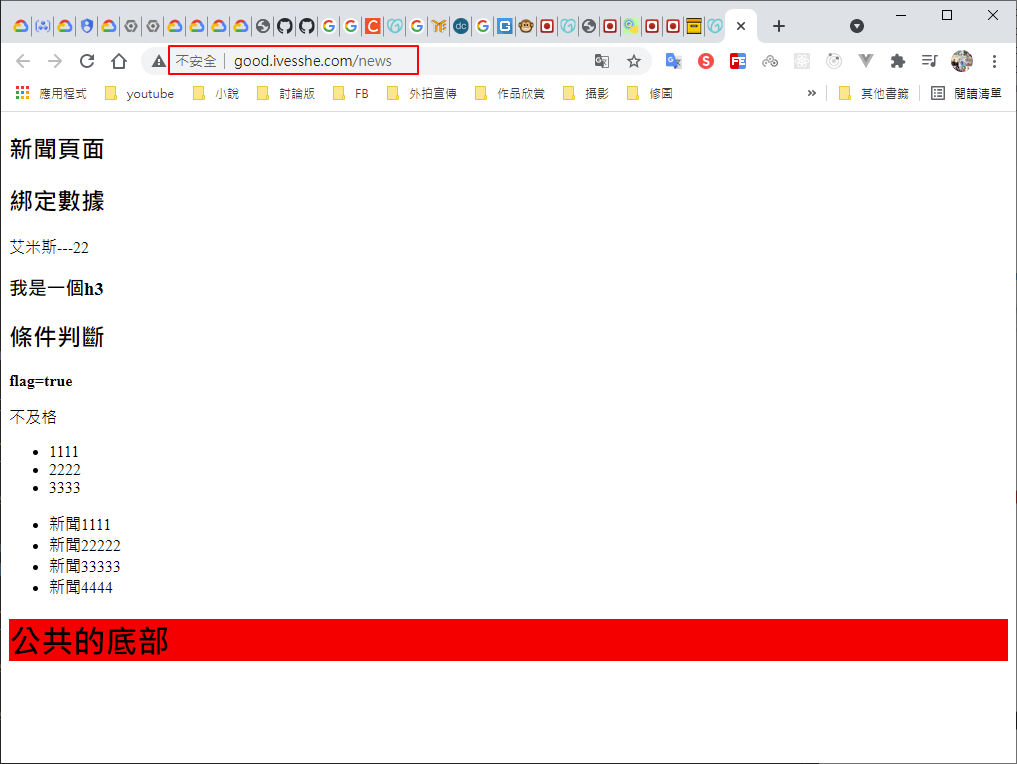 不安全 | good.ivesshe.com/news
應用程式 youtube 小說 討論版 FB 外拍宣傳 作品欣賞 攝影 修圖 » 其他書籤 閱讀清單
新聞頁面
綁定數據
艾米斯---22
我是一個h3
條件判斷
flag=true
不及格
1111
2222
3333
新聞1111
新聞22222
新聞33333
新聞4444
公共的底部